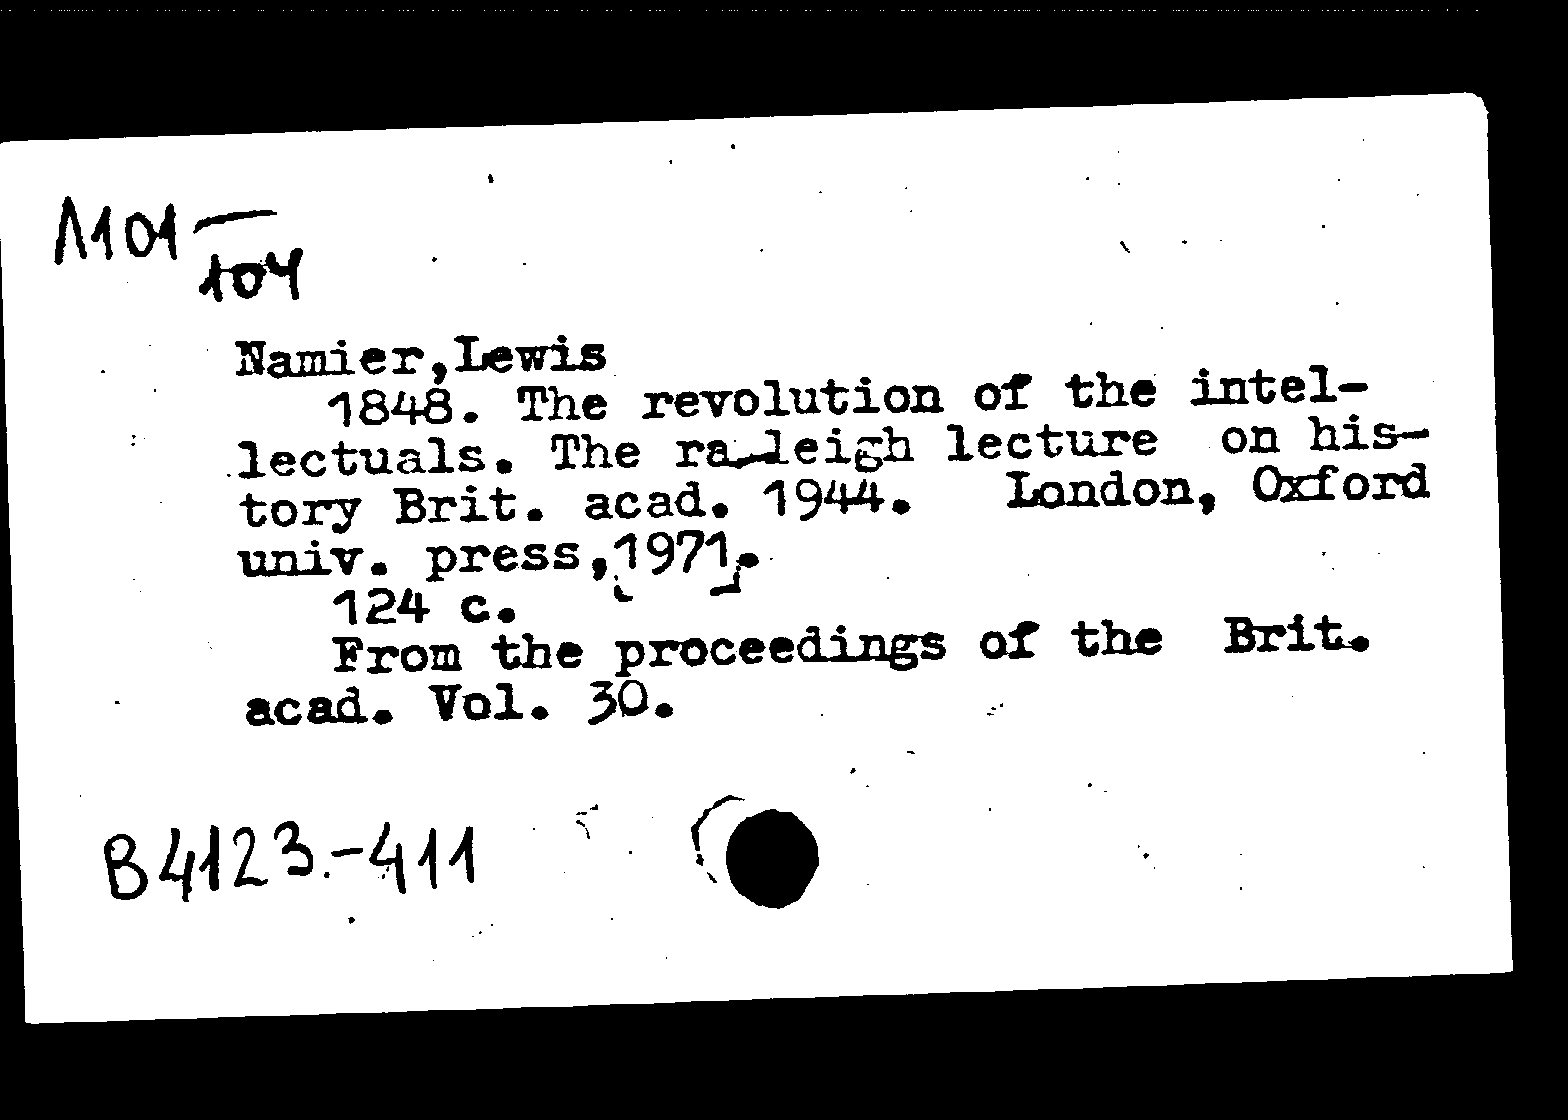 Л101—
104
Namier,Lewis
1848. The revolution of the intel-
lectuals. The raleigh lecture on his-
tory Brit. acad. 1944. London, Oxford
univ. press,[1971].
124 c.
From the proceedings of the Brit.
acad. Vol. 30.
B4123-411